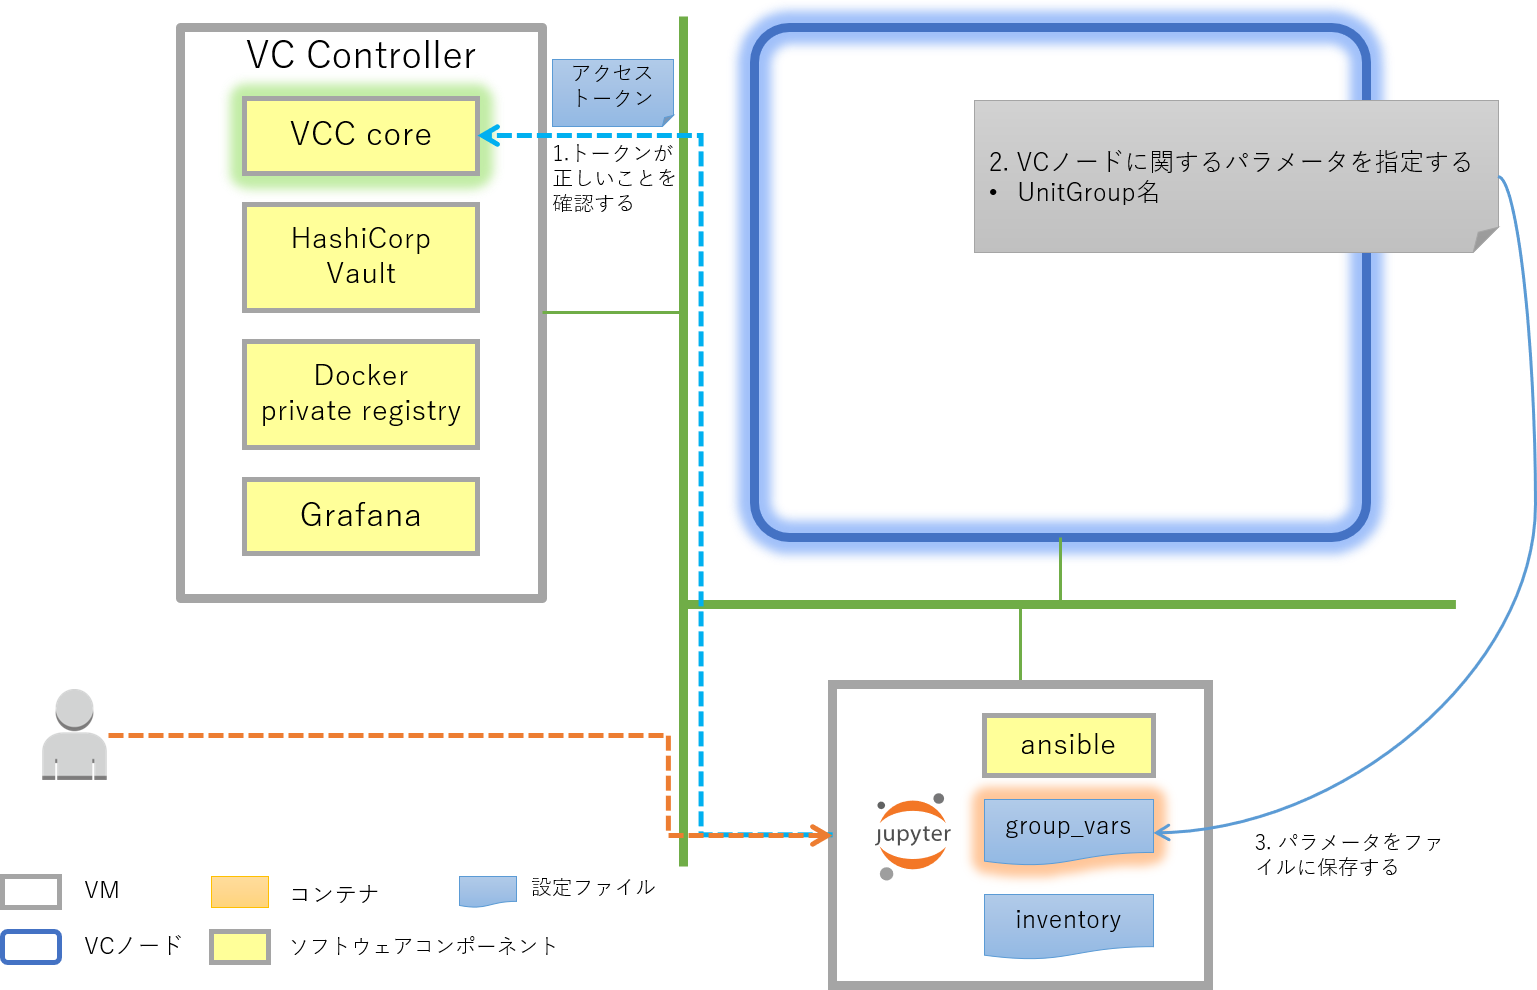 VC Controller
VCC core
HashiCorp
Vault
Docker
private registry
Grafana
アクセス
トークン
1.トークンが
正しいことを
確認する
2. VCノードに関するパラメータを指定する
• UnitGroup名
ansible
jupyter
group_vars
inventory
3. パラメータをファ
イルに保存する
VM
コンテナ
設定ファイル
VCノード
ソフトウェアコンポーネント